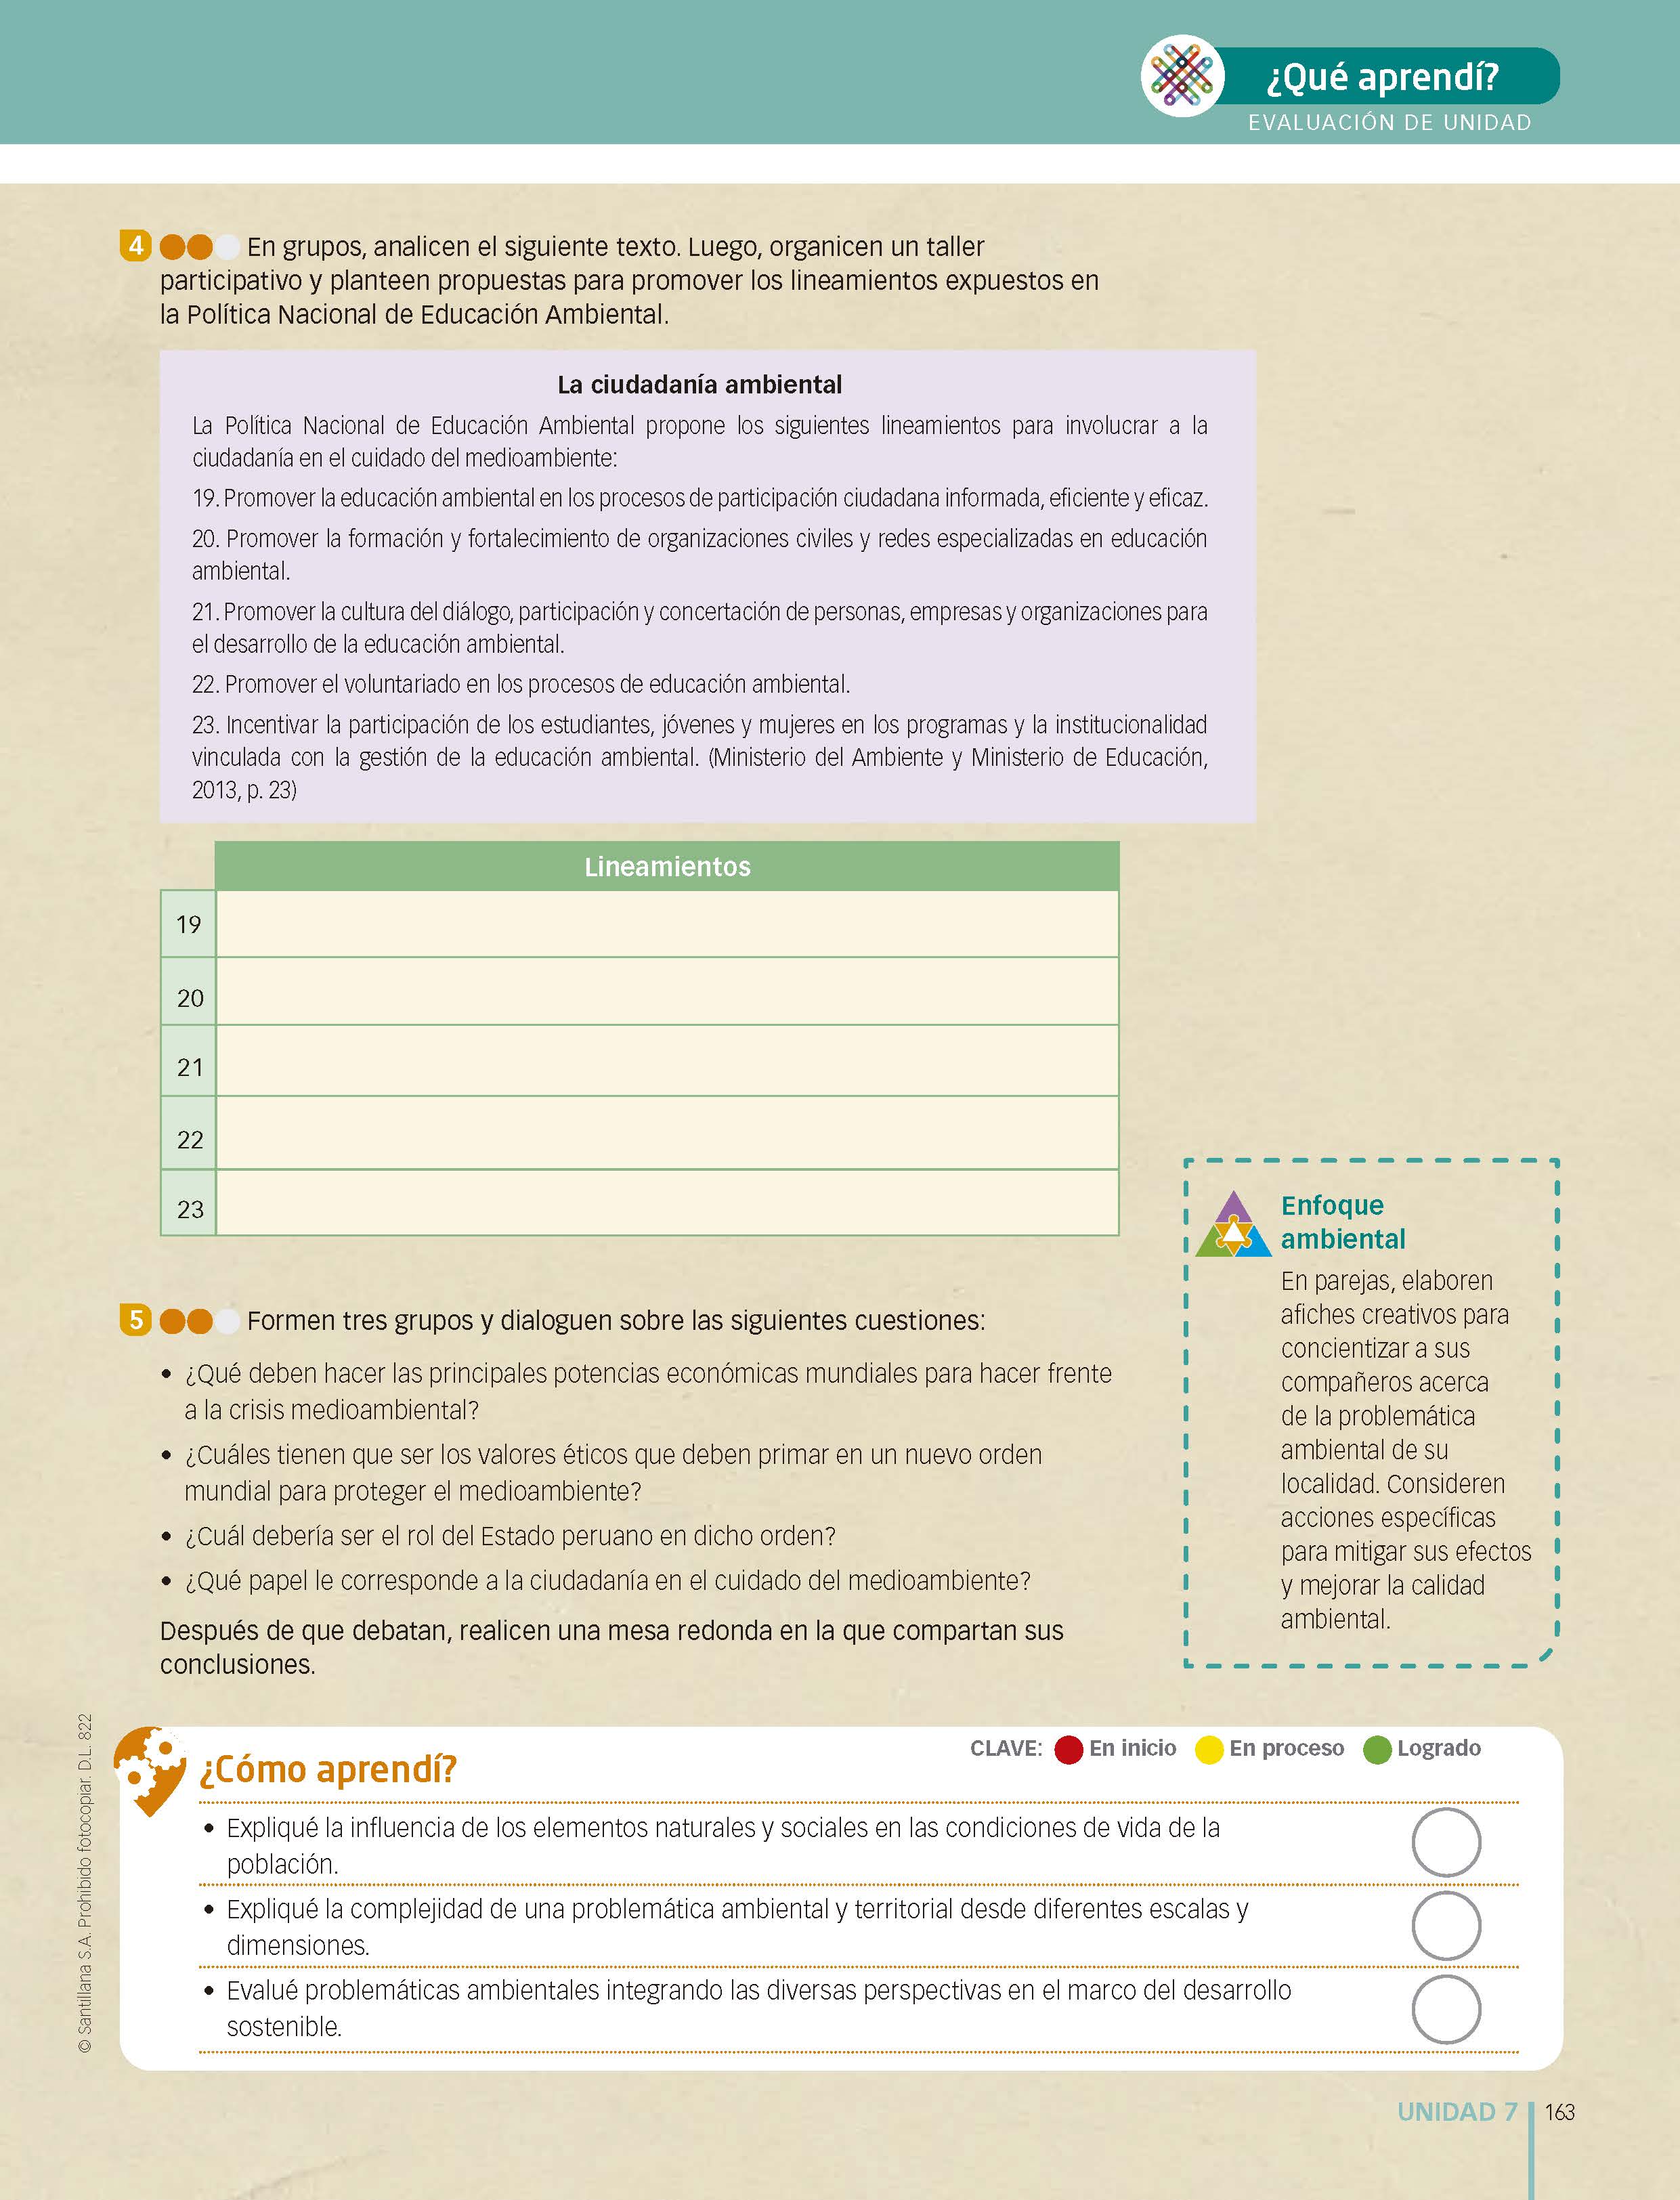 ¿Qué aprendí?
EVALUACIÓN DE UNIDAD
4 En grupos, analicen el siguiente texto. Luego, organicen un taller
participativo y planteen propuestas para promover los lineamientos expuestos en
la Política Nacional de Educación Ambiental.
La ciudadanía ambiental
La Política Nacional de Educación Ambiental propone los siguientes lineamientos para involucrar a la
ciudadanía en el cuidado del medioambiente:
19. Promover la educación ambiental en los procesos de participación ciudadana informada, eficiente y eficaz.
20. Promover la formación y fortalecimiento de organizaciones civiles y redes especializadas en educación
ambiental.
21. Promover la cultura del diálogo, participación y concertación de personas, empresas y organizaciones para
el desarrollo de la educación ambiental.
22. Promover el voluntariado en los procesos de educación ambiental.
23. Incentivar la participación de los estudiantes, jóvenes y mujeres en los programas y la institucionalidad
vinculada con la gestión de la educación ambiental. (Ministerio del Ambiente y Ministerio de Educación,
2013, p. 23)
Lineamientos
19
20
21
22
23
5 Formen tres grupos y dialoguen sobre las siguientes cuestiones:
• ¿Qué deben hacer las principales potencias económicas mundiales para hacer frente
a la crisis medioambiental?
• ¿Cuáles tienen que ser los valores éticos que deben primar en un nuevo orden
mundial para proteger el medioambiente?
• ¿Cuál debería ser el rol del Estado peruano en dicho orden?
• ¿Qué papel le corresponde a la ciudadanía en el cuidado del medioambiente?
Después de que debatan, realicen una mesa redonda en la que compartan sus
conclusiones.
Enfoque
ambiental
En parejas, elaboren
afiches creativos para
concientizar a sus
compañeros acerca
de la problemática
ambiental de su
localidad. Consideren
acciones específicas
para mitigar sus efectos
y mejorar la calidad
ambiental.
¿Cómo aprendí?
CLAVE: En inicio En proceso Logrado
• Expliqué la influencia de los elementos naturales y sociales en las condiciones de vida de la
población.
• Expliqué la complejidad de una problemática ambiental y territorial desde diferentes escalas y
dimensiones.
• Evalué problemáticas ambientales integrando las diversas perspectivas en el marco del desarrollo
sostenible.
© Santillana S.A. Prohibido fotocopiar. D.L. 822
UNIDAD 7 163